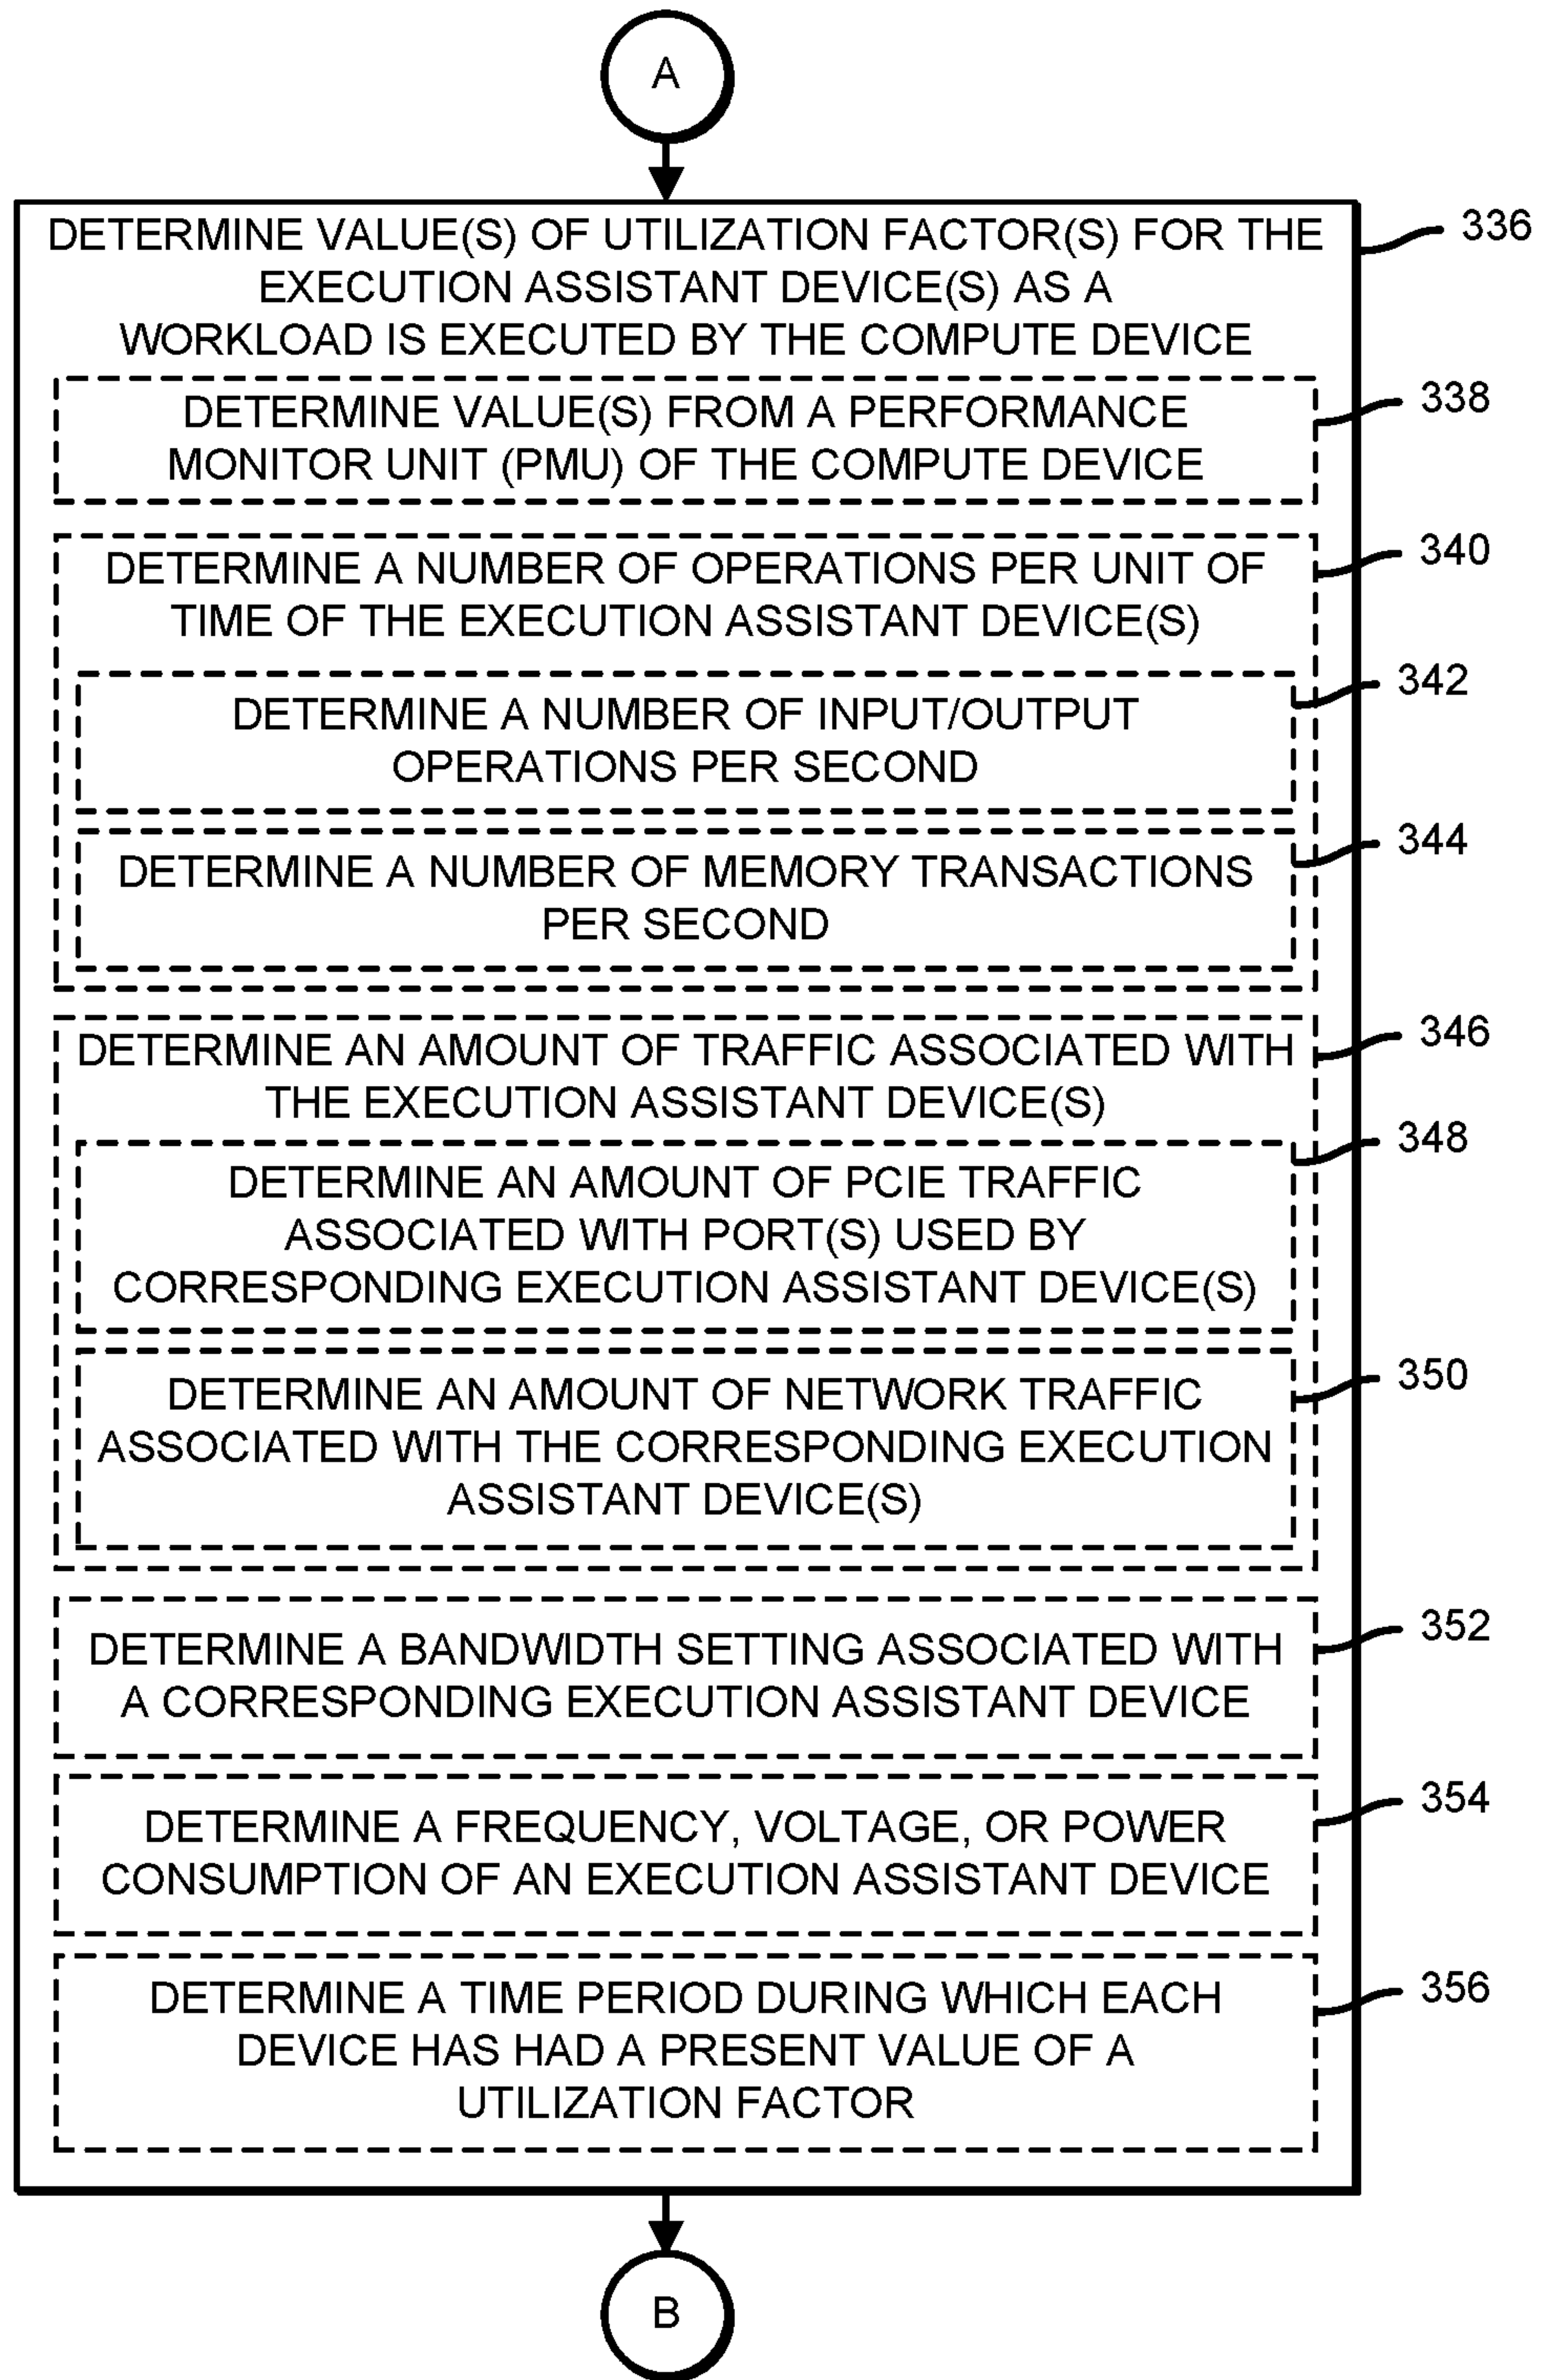 A
DETERMINE VALUE(S) OF UTILIZATION FACTOR(S) FOR THE
EXECUTION ASSISTANT DEVICE(S) AS A
WORKLOAD IS EXECUTED BY THE COMPUTE DEVICE
336
DETERMINE VALUE(S) FROM A PERFORMANCE
MONITOR UNIT (PMU) OF THE COMPUTE DEVICE
338
DETERMINE A NUMBER OF OPERATIONS PER UNIT OF
TIME OF THE EXECUTION ASSISTANT DEVICE(S)
340
DETERMINE A NUMBER OF INPUT/OUTPUT
OPERATIONS PER SECOND
342
DETERMINE A NUMBER OF MEMORY TRANSACTIONS
PER SECOND
344
DETERMINE AN AMOUNT OF TRAFFIC ASSOCIATED WITH
THE EXECUTION ASSISTANT DEVICE(S)
346
DETERMINE AN AMOUNT OF PCIE TRAFFIC
ASSOCIATED WITH PORT(S) USED BY
CORRESPONDING EXECUTION ASSISTANT DEVICE(S)
348
DETERMINE AN AMOUNT OF NETWORK TRAFFIC
ASSOCIATED WITH THE CORRESPONDING EXECUTION
ASSISTANT DEVICE(S)
350
DETERMINE A BANDWIDTH SETTING ASSOCIATED WITH
A CORRESPONDING EXECUTION ASSISTANT DEVICE
352
DETERMINE A FREQUENCY, VOLTAGE, OR POWER
CONSUMPTION OF AN EXECUTION ASSISTANT DEVICE
354
DETERMINE A TIME PERIOD DURING WHICH EACH
DEVICE HAS HAD A PRESENT VALUE OF A
UTILIZATION FACTOR
356
B